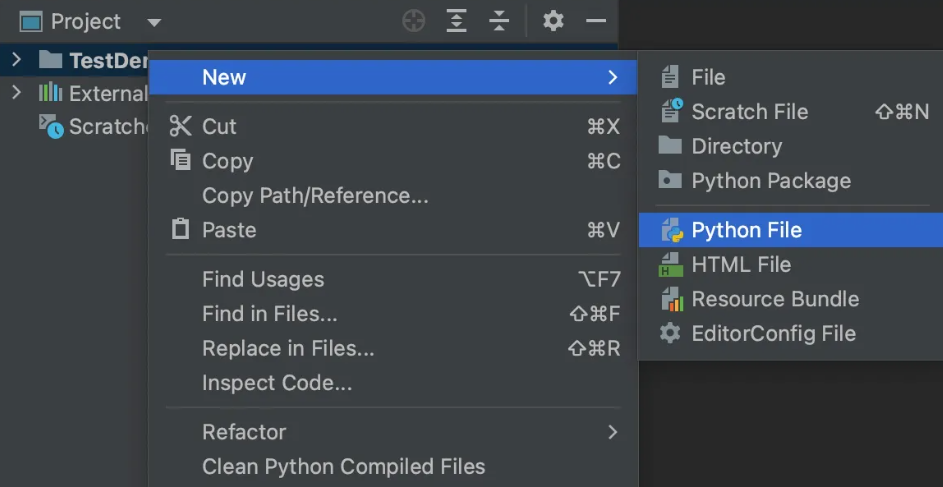 Project
TestDer
External
Scratch
New
Cut ⌘X
Copy ⌘C
Copy Path/Reference...
Paste ⌘V
Find Usages ⌥F7
Find in Files... ⇧⌘F
Replace in Files... ⇧⌘R
Inspect Code...
Refactor
Clean Python Compiled Files
File
Scratch File ⇧⌘N
Directory
Python Package
Python File
HTML File
Resource Bundle
EditorConfig File